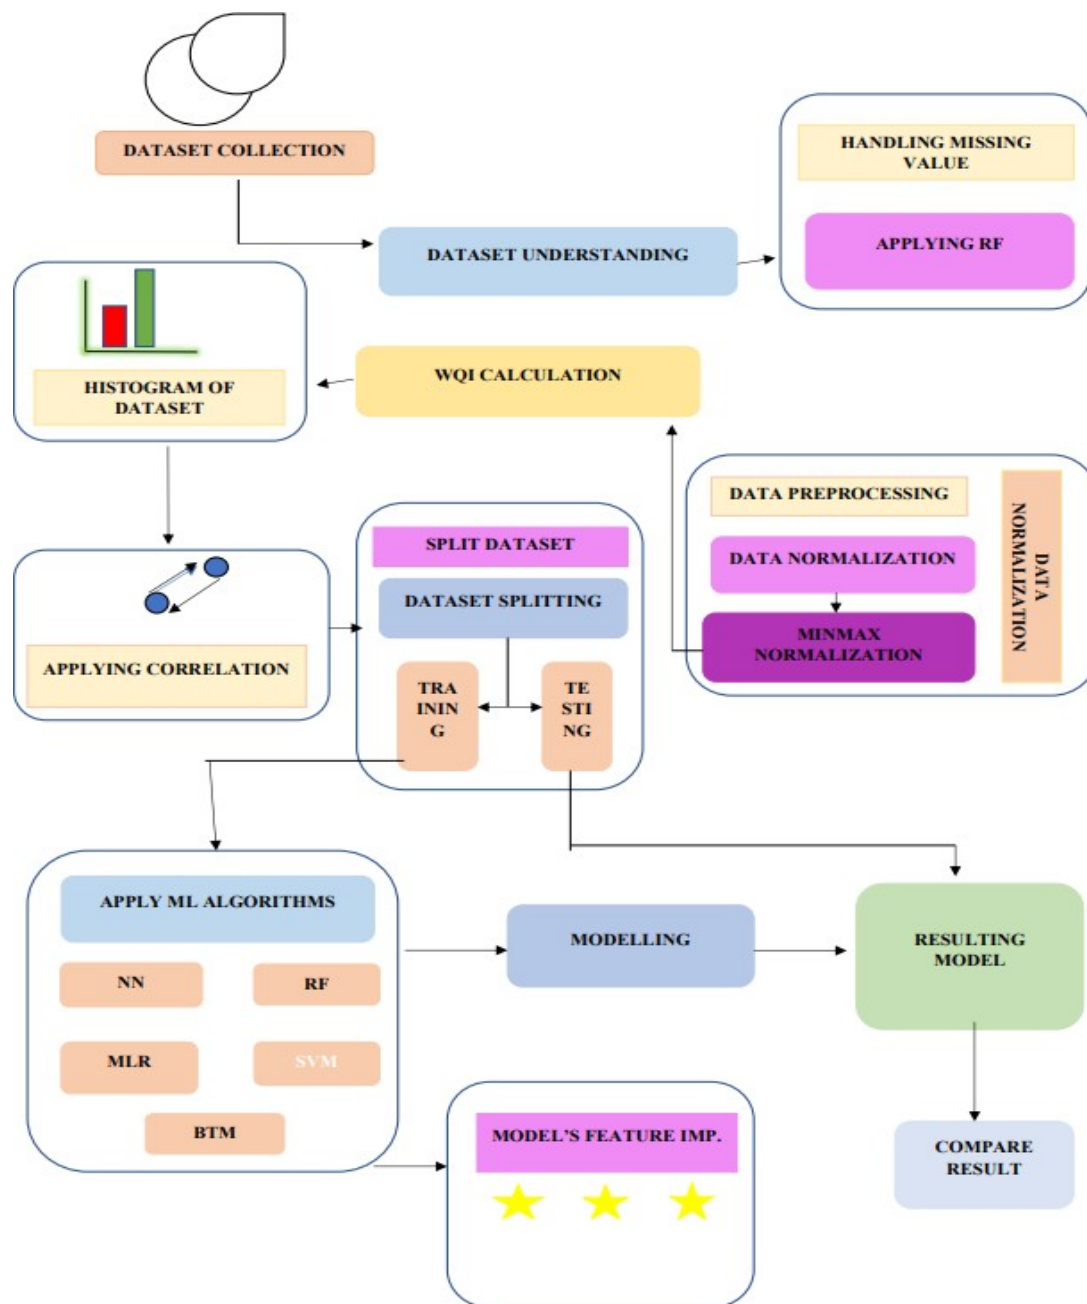 DATASET COLLECTION
HANDLING MISSING
VALUE
APPLYING RF
DATASET UNDERSTANDING
WQI CALCULATION
HISTOGRAM OF
DATASET
DATA PREPROCESSING
DATA NORMALIZATION
MINMAX
NORMALIZATION
DATA
NORMALIZATION
APPLYING CORRELATION
SPLIT DATASET
DATASET SPLITTING
TRA
ININ
G
TE
STI
NG
APPLY ML ALGORITHMS
NN
RF
MLR
SVM
BTM
MODELLING
RESULTING
MODEL
MODEL'S FEATURE IMP.
COMPARE
RESULT